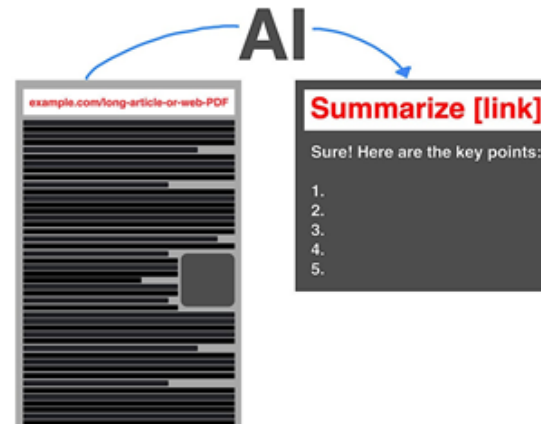 AI
example.com/long-article-or-web-PDF
Summarize [link]
Sure! Here are the key points:
1.
2.
3.
4.
5.